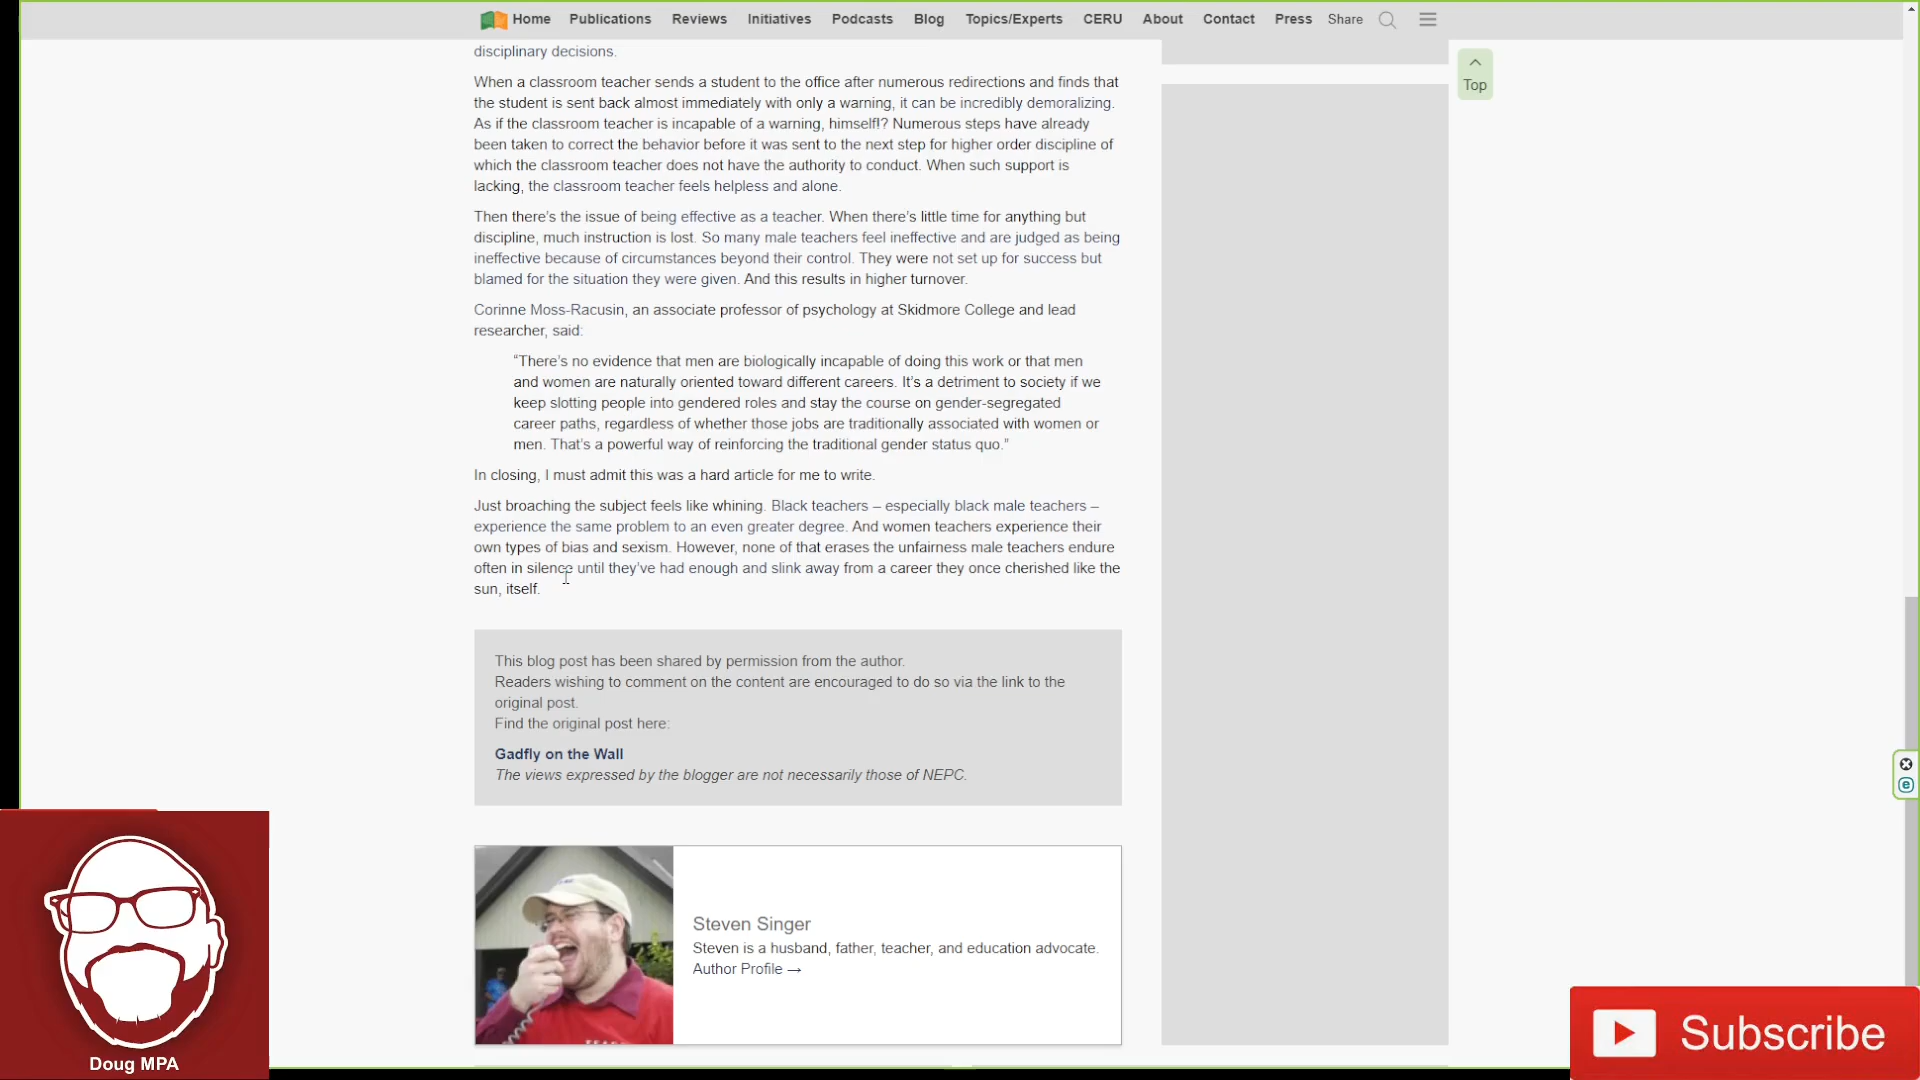 Home Publications Reviews Initiatives Podcasts Blog Topics/Experts CERU About Contact Press Share
disciplinary decisions.
When a classroom teacher sends a student to the office after numerous redirections and finds that
the student is sent back almost immediately with only a warning, it can be incredibly demoralizing.
As if the classroom teacher is incapable of a warning, himself!? Numerous steps have already
been taken to correct the behavior before it was sent to the next step for higher order discipline of
which the classroom teacher does not have the authority to conduct. When such support is
lacking, the classroom teacher feels helpless and alone.
Then there's the issue of being effective as a teacher. When there's little time for anything but
discipline, much instruction is lost. So many male teachers feel ineffective and are judged as being
ineffective because of circumstances beyond their control. They were not set up for success but
blamed for the situation they were given. And this results in higher turnover.
Corinne Moss-Racusin, an associate professor of psychology at Skidmore College and lead
researcher, said:
“There's no evidence that men are biologically incapable of doing this work or that men
and women are naturally oriented toward different careers. It's a detriment to society if we
keep slotting people into gendered roles and stay the course on gender-segregated
career paths, regardless of whether those jobs are traditionally associated with women or
men. That's a powerful way of reinforcing the traditional gender status quo.”
In closing, I must admit this was a hard article for me to write.
Just broaching the subject feels like whining. Black teachers – especially black male teachers –
experience the same problem to an even greater degree. And women teachers experience their
own types of bias and sexism. However, none of that erases the unfairness male teachers endure
often in silence until they've had enough and slink away from a career they once cherished like the
sun, itself.
This blog post has been shared by permission from the author.
Readers wishing to comment on the content are encouraged to do so via the link to the
original post.
Find the original post here:
Gadfly on the Wall
The views expressed by the blogger are not necessarily those of NEPC.
Steven Singer
Steven is a husband, father, teacher, and education advocate.
Author Profile →
Top
Doug MPA
Subscribe